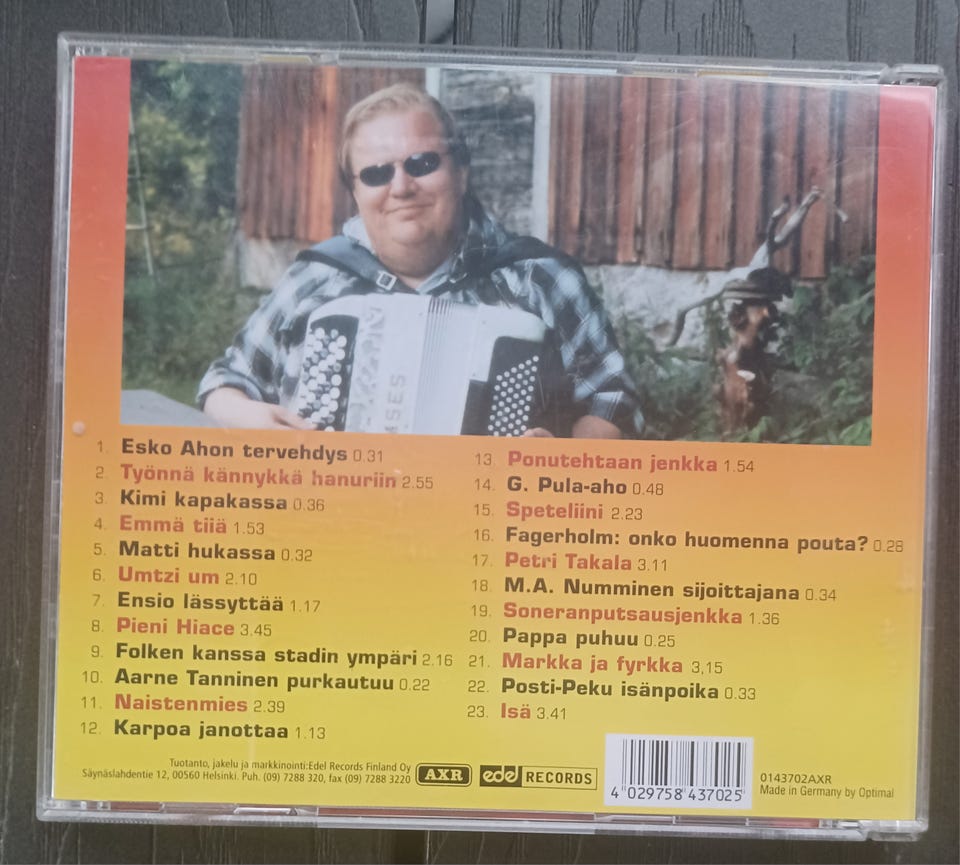 MSES
1. Esko Ahon tervehdys 0.31
2. Työnnä kännykkä hanuriin 2.55
3. Kimi kapakassa 0.36
4. Emmä tiiä 1.53
5. Matti hukassa 0.32
6. Umtzi um 2.10
7. Ensio lässyttää 1.17
8. Pieni Hiace 3.45
9. Folken kanssa stadin ympäri 2.16
10. Aarne Tanninen purkautuu 0.22
11. Naistenmies 2.39
12. Karpoa janottaa 1.13
13. Ponutehtaan jenkka 1.54
14. G. Pula-aho 0.48
15. Speteliini 2.23
16. Fagerholm: onko huomenna pouta? 0.28
17. Petri Takala 3.11
18. M.A. Numminen sijoittajana 0.34
19. Soneranputsausjenkka 1.36
20. Pappa puhuu 0.25
21. Markka ja fyrkka 3,15
22. Posti-Peku isänpoika 0.33
23. Isä 3.41
Tuotanto, jakelu ja markkinointi:Edel Records Finland Oy
Säynäslahdentie 12, 00560 Helsinki. Puh. (09) 7288 320, fax (09) 7288 3220
AXR
edel RECORDS
4 029758 437025
0143702AXR
Made in Germany by Optimal